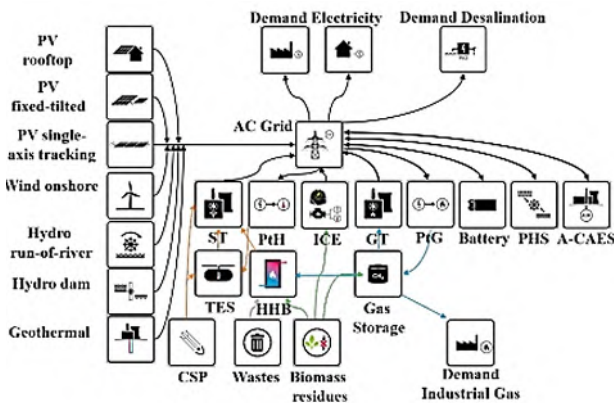 Demand Electricity
Demand Desalination
PV
rooftop
PV
fixed-tilted
PV single-
axis tracking
AC Grid
Wind onshore
Hydro
run-of-river
Hydro dam
Geothermal
ST
PtH
ICE
GT
PtG
Battery
PHS
A-CAES
TES
HHB
Gas
Storage
CSP
Wastes
Biomass
residues
Demand
Industrial Gas